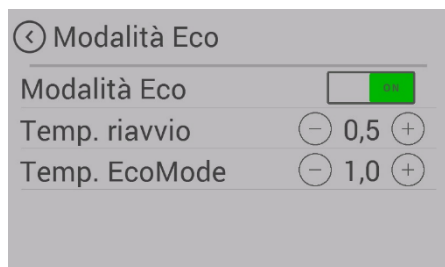 Modalità Eco
Modalità Eco ON
Temp. riavvio 0,5
Temp. EcoMode 1,0